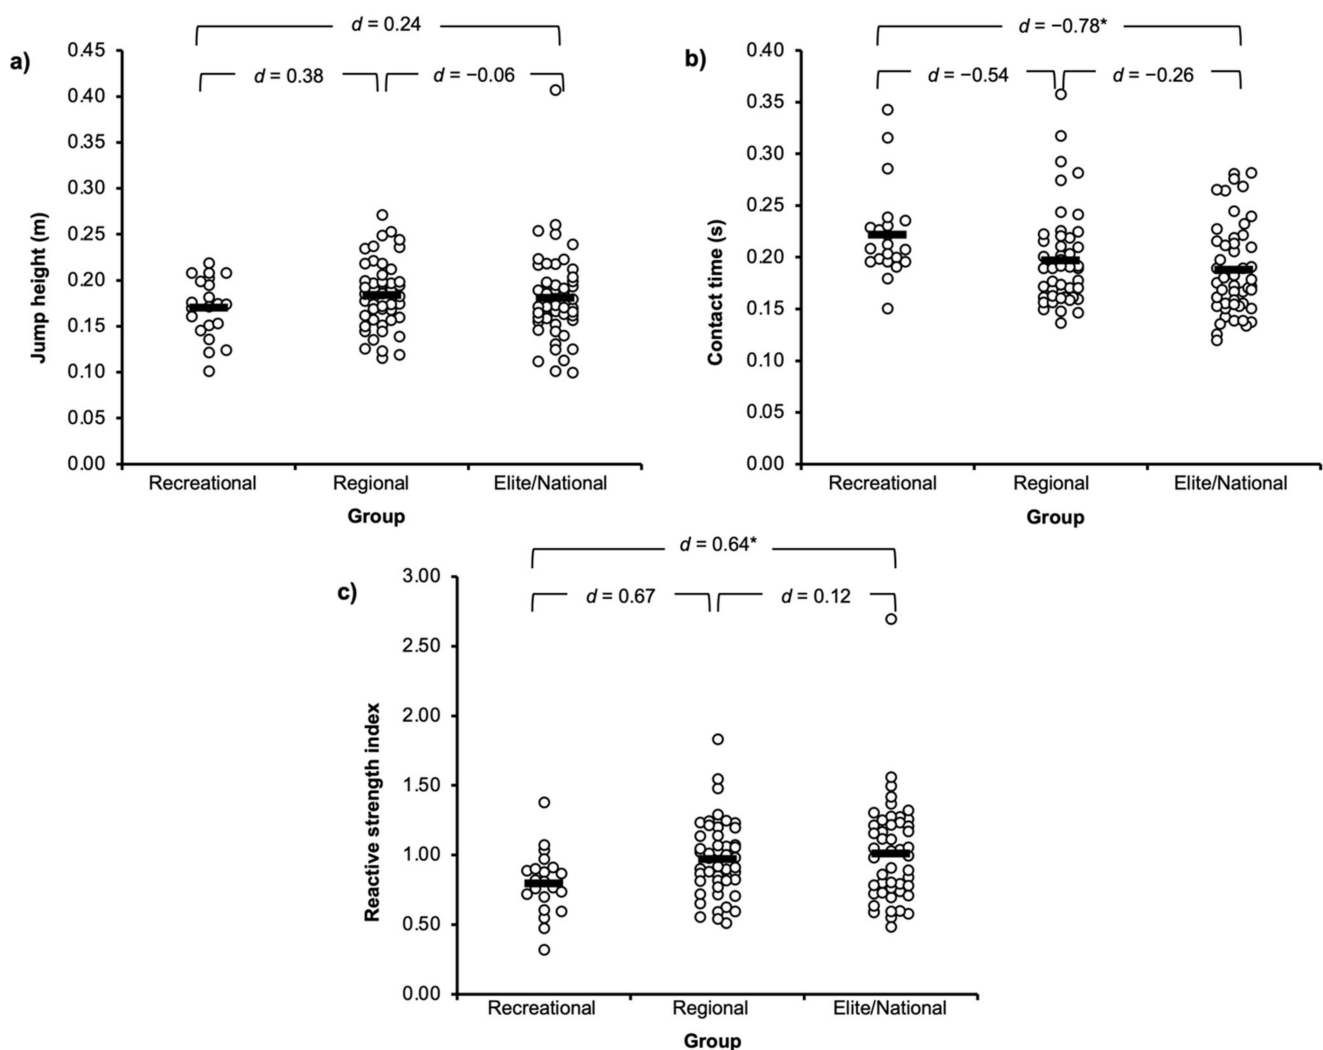 a)
d = 0.24
d = 0.38
d = −0.06
0.45
0.40
0.35
0.30
0.25
0.20
0.15
0.10
0.05
0.00
Jump height (m)
Recreational Regional Elite/National
Group
b)
d = −0.78*
d = −0.54
d = −0.26
0.40
0.35
0.30
0.25
0.20
0.15
0.10
0.05
0.00
Contact time (s)
Recreational Regional Elite/National
Group
c)
d = 0.64*
d = 0.67
d = 0.12
3.00
2.50
2.00
1.50
1.00
0.50
0.00
Reactive strength index
Recreational Regional Elite/National
Group